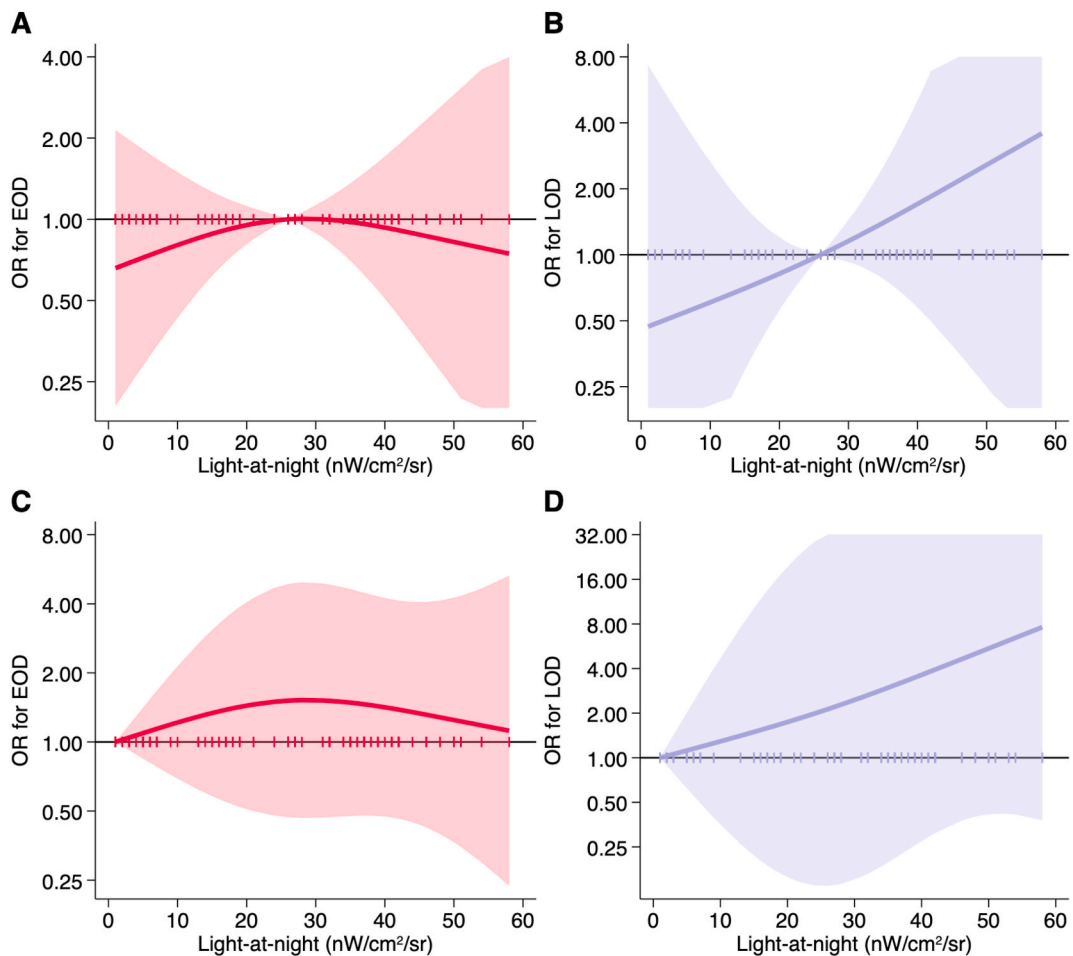 A
4.00
2.00
1.00
0.50
0.25
OR for EOD
0 10 20 30 40 50 60
Light-at-night (nW/cm²/sr)
B
8.00
4.00
2.00
1.00
0.50
0.25
OR for LOD
0 10 20 30 40 50 60
Light-at-night (nW/cm²/sr)
C
8.00
4.00
2.00
1.00
0.50
0.25
OR for EOD
0 10 20 30 40 50 60
Light-at-night (nW/cm²/sr)
D
32.00
16.00
8.00
4.00
2.00
1.00
0.50
0.25
OR for LOD
0 10 20 30 40 50 60
Light-at-night (nW/cm²/sr)